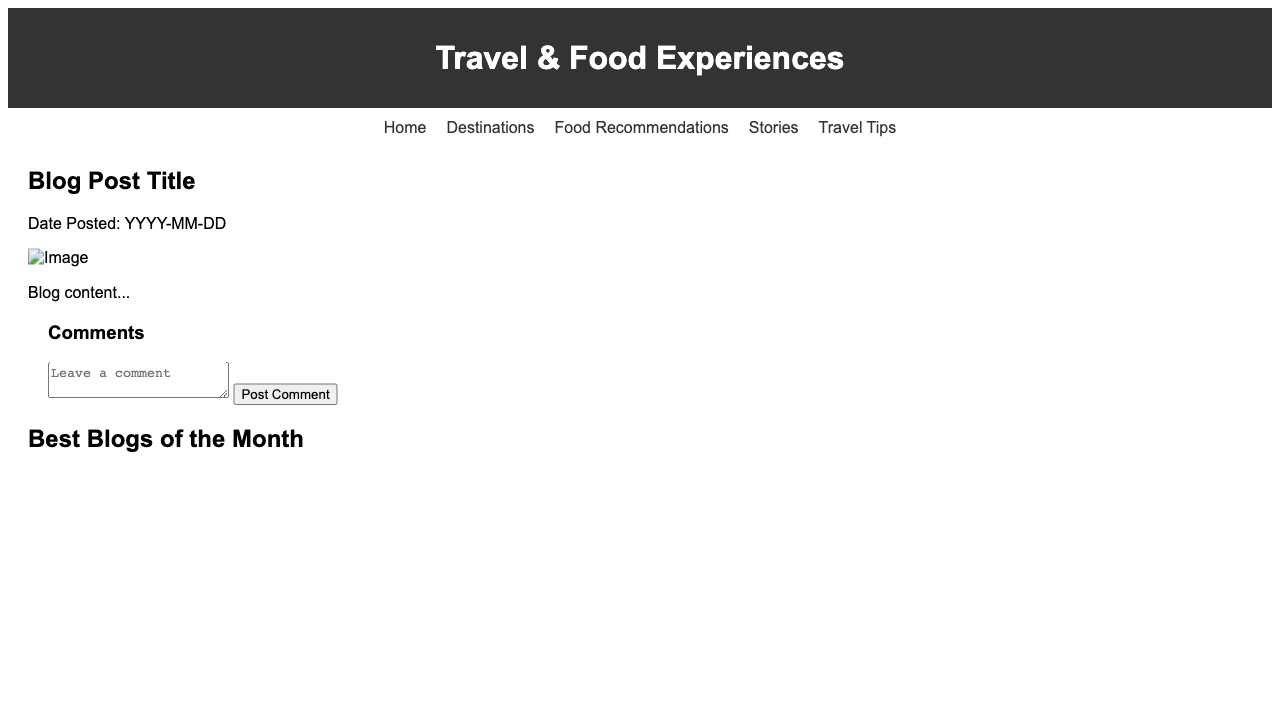 Travel & Food Experiences
Home Destinations Food Recommendations Stories Travel Tips
Blog Post Title
Date Posted: YYYY-MM-DD
Image
Blog content...
Comments
Leave a comment Post Comment
Best Blogs of the Month